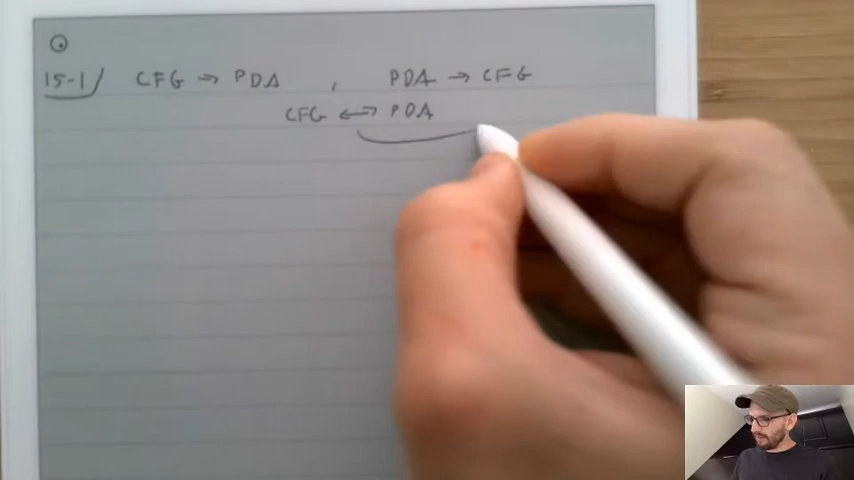 15-1/ CFG → PDA , PDA → CFG
CFG ⟷ PDA